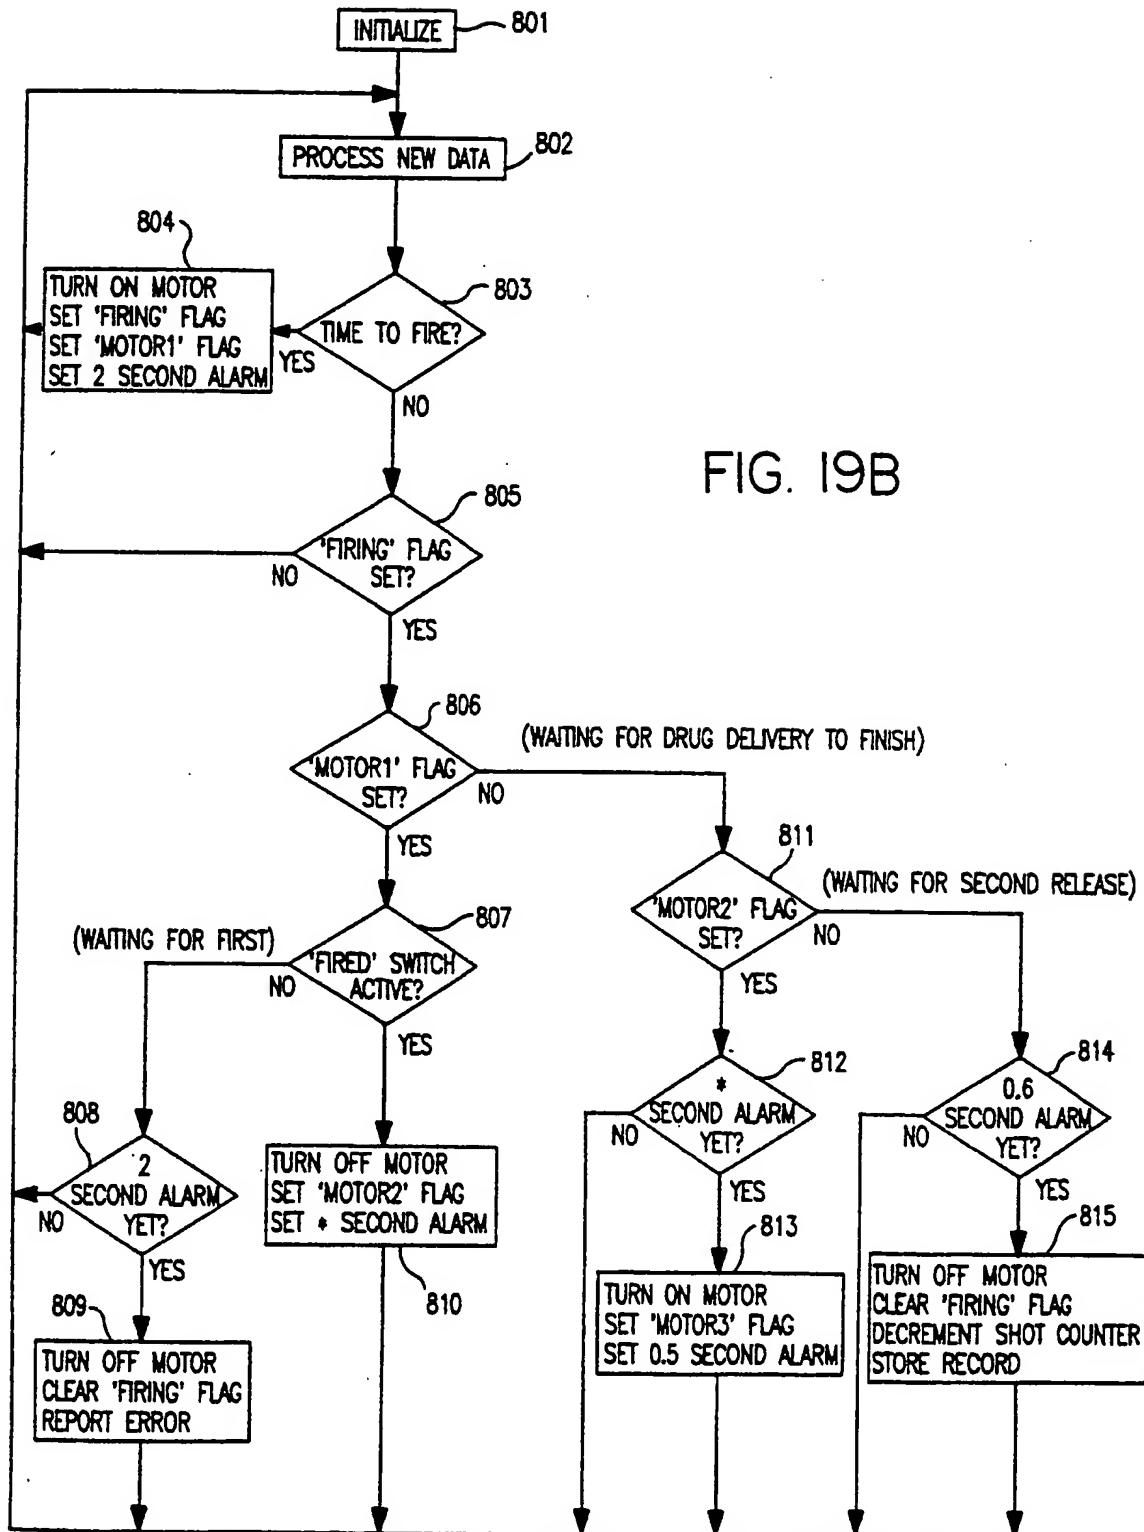 INITIALIZE
801
PROCESS NEW DATA
802
804
TURN ON MOTOR
SET 'FIRING' FLAG
SET 'MOTOR1' FLAG
SET 2 SECOND ALARM
YES
TIME TO FIRE?
803
NO
FIG. 19B
805
'FIRING' FLAG
SET?
NO
YES
806
'MOTOR1' FLAG
SET?
(WAITING FOR DRUG DELIVERY TO FINISH)
NO
YES
811
'MOTOR2' FLAG
SET?
(WAITING FOR SECOND RELEASE)
NO
YES
807
(WAITING FOR FIRST)
'FIRED' SWITCH
ACTIVE?
NO
YES
812
*
SECOND ALARM
YET?
NO
YES
814
0.6
SECOND ALARM
YET?
NO
YES
808
2
SECOND ALARM
YET?
NO
YES
TURN OFF MOTOR
SET 'MOTOR2' FLAG
SET * SECOND ALARM
810
813
TURN ON MOTOR
SET 'MOTOR3' FLAG
SET 0.5 SECOND ALARM
815
TURN OFF MOTOR
CLEAR 'FIRING' FLAG
DECREMENT SHOT COUNTER
STORE RECORD
809
TURN OFF MOTOR
CLEAR 'FIRING' FLAG
REPORT ERROR